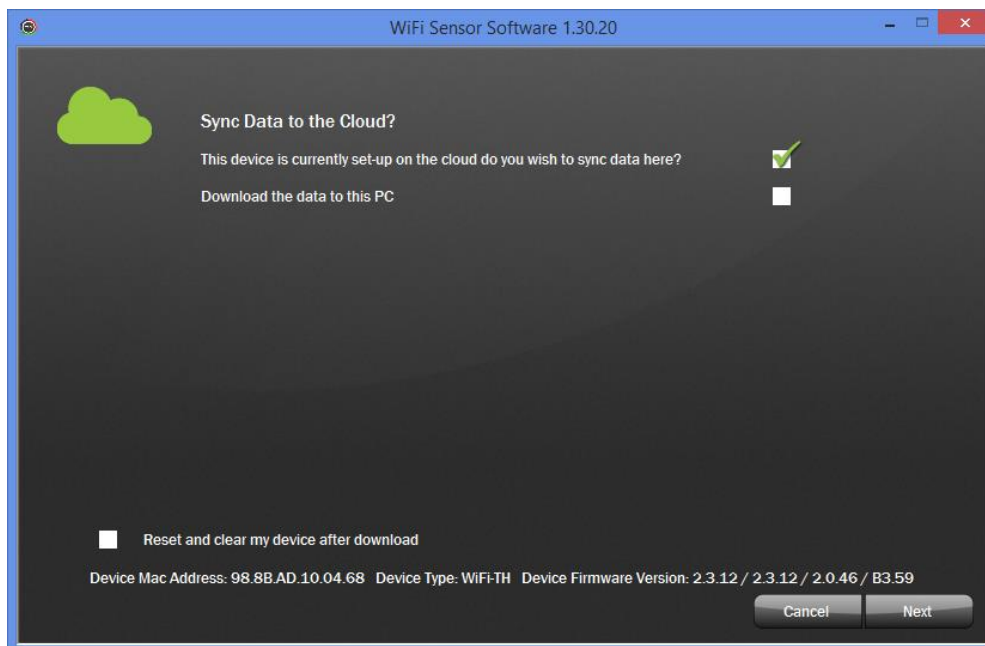 WiFi Sensor Software 1.30.20
Sync Data to the Cloud?
This device is currently set-up on the cloud do you wish to sync data here?
Download the data to this PC
Reset and clear my device after download
Device Mac Address: 98.8B.AD.10.04.68 Device Type: WiFi-TH Device Firmware Version: 2.3.12 / 2.3.12 / 2.0.46 / B3.59
Cancel Next